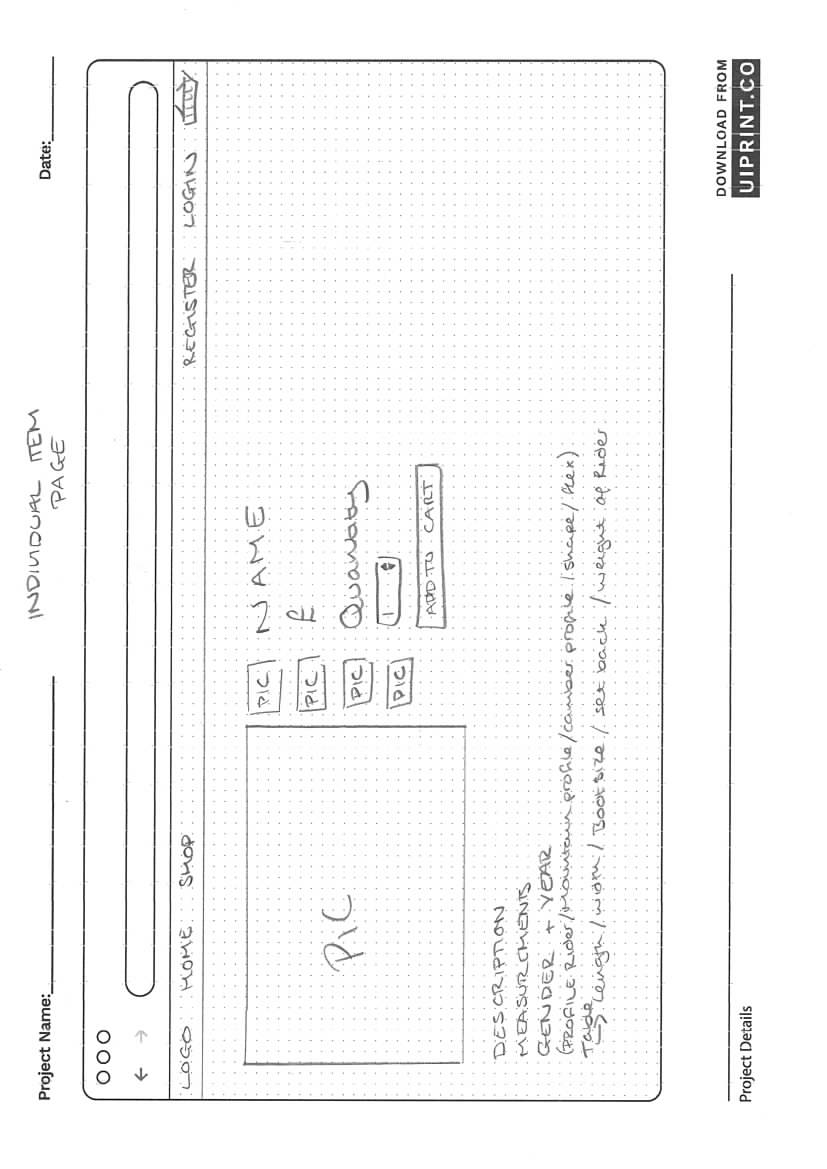 INDIVIDUAL ITEM
PAGE
Project Name:
Date:
LOGO HOME SHOP REGISTER LOGIN
PIC
PIC
PIC
PIC
PIC
NAME
£
Quantity
1
ADD TO CART
DESCRIPTION
MEASURCMENTS
GENDER + YEAR
(PROFILE Rider/Mountain profile/camber profile/shape/flex)
Table
→ Length/width/Boot size/set back/weight of Rider
Project Details
DOWNLOAD FROM
UIPRINT.CO